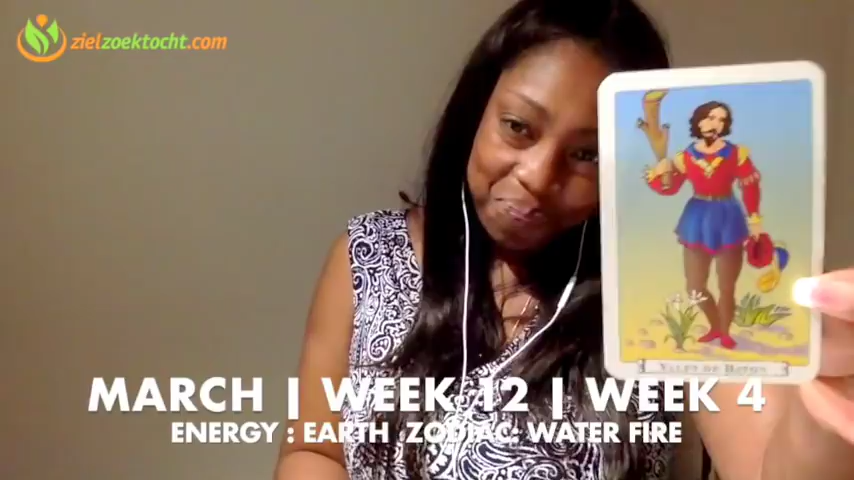 zielzoektocht.com
MARCH | WEEK 12 | WEEK 4
ENERGY : EARTH ZODIAC: WATER FIRE
VALET DE BATON